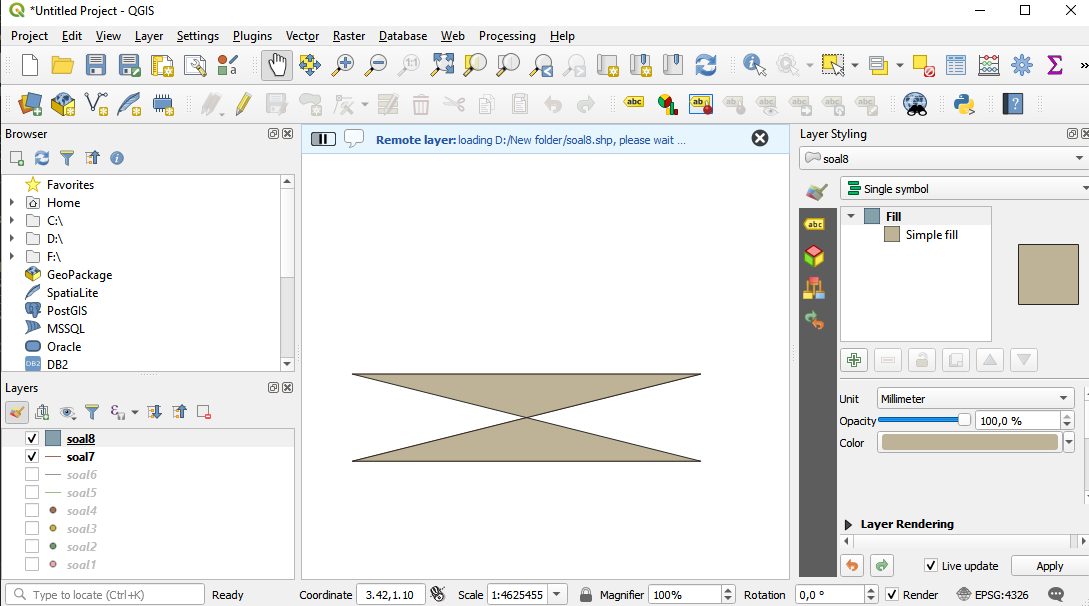 *Untitled Project - QGIS
Project Edit View Layer Settings Plugins Vector Raster Database Web Processing Help
Browser
Favorites
Home
C:\
D:\
F:\
GeoPackage
SpatiaLite
PostGIS
MSSQL
Oracle
DB2
DB2
Layers
soal8
soal7
soal6
soal5
soal4
soal3
soal2
soal1
Remote layer: loading D:/New folder/soal8.shp, please wait ...
Layer Styling
soal8
Single symbol
abc
Fill
Simple fill
Unit Millimeter
Opacity 100,0 %
Color
Layer Rendering
Live update Apply
Type to locate (Ctrl+K) Ready Coordinate 3.42,1.10 Scale 1:4625455 Magnifier 100% Rotation 0,0 ° Render EPSG:4326